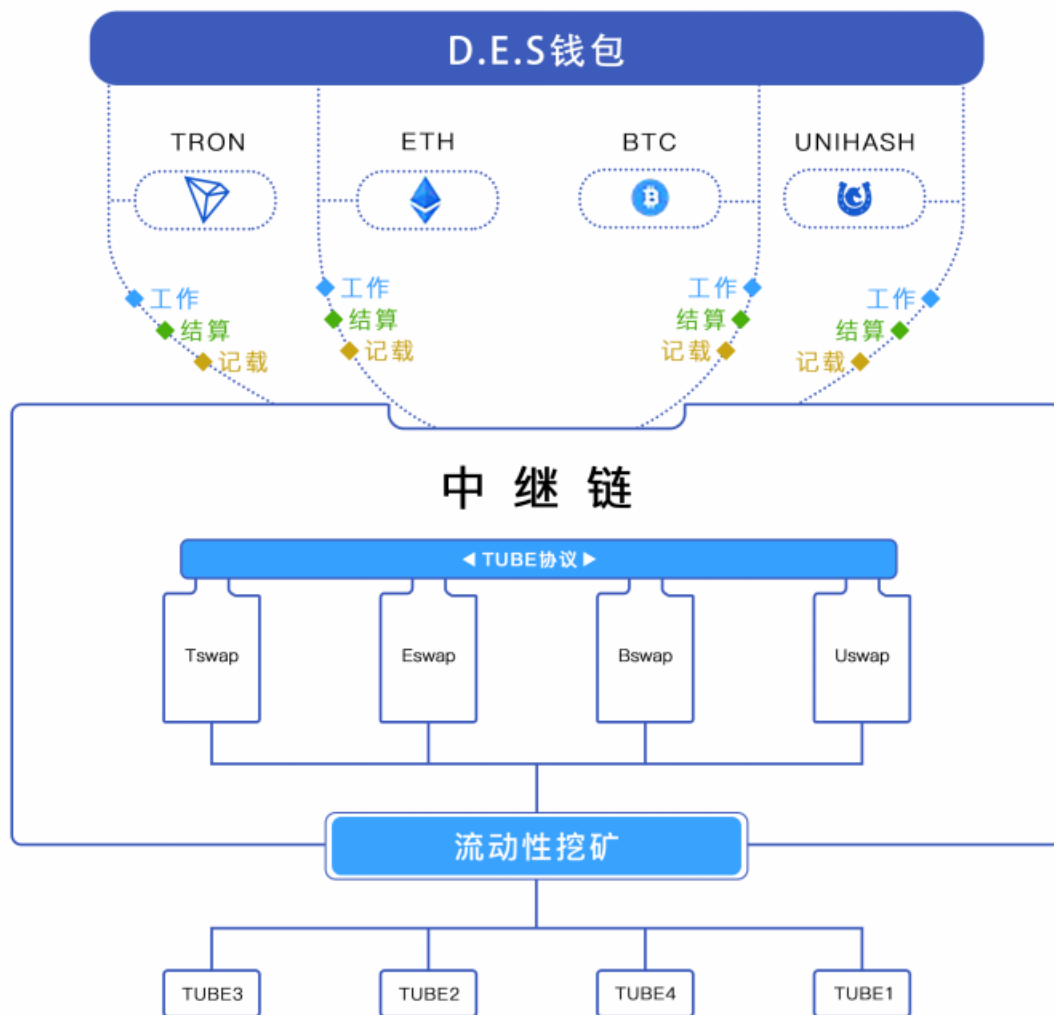 D.E.S钱包
TRON ETH BTC UNIHASH
工作 工作 工作 工作
结算 结算 结算 结算
记载 记载 记载 记载
中继链
TUBE协议
Tswap Eswap Bswap Uswap
流动性挖矿
TUBE3 TUBE2 TUBE4 TUBE1